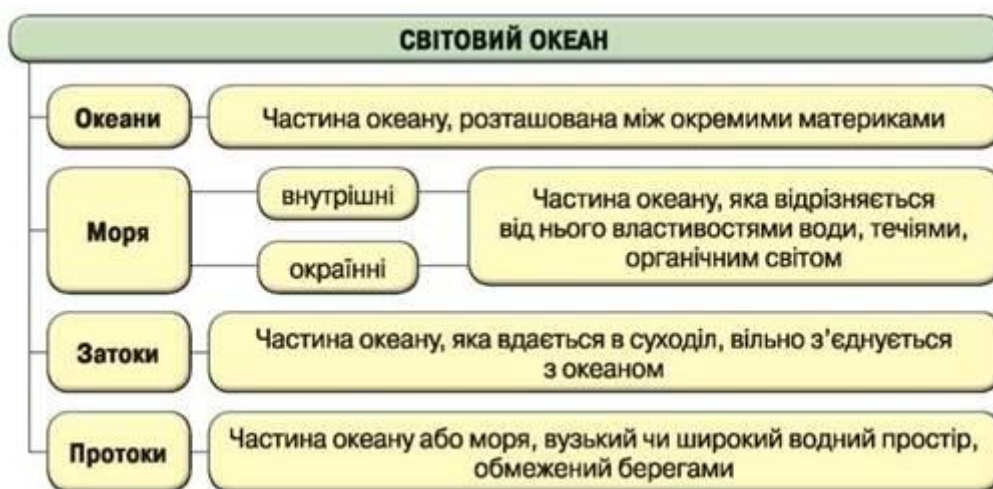 СВІТОВИЙ ОКЕАН
Океани
Частина океану, розташована між окремими материками
Моря
внутрішні
окраїнні
Частина океану, яка відрізняється
від нього властивостями води, течіями,
органічним світом
Затоки
Частина океану, яка вдається в суходіл, вільно з’єднується
з океаном
Протоки
Частина океану або моря, вузький чи широкий водний простір,
обмежений берегами